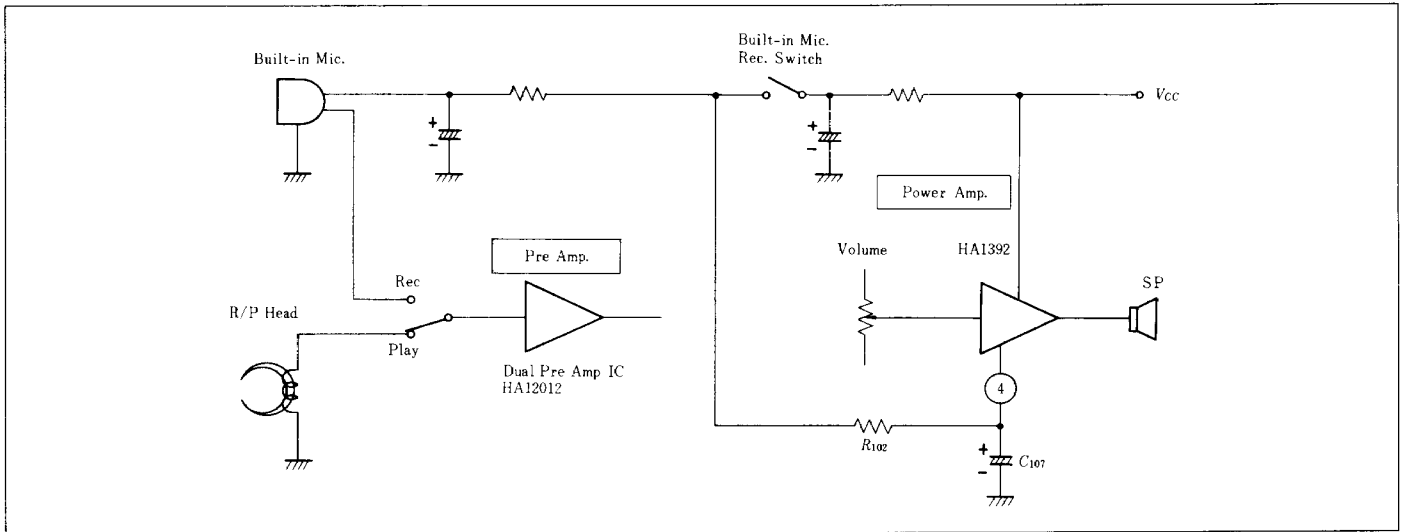 Built-in Mic.
Built-in Mic.
Rec. Switch
+
-
+
-
VCC
Power Amp.
Pre Amp.
Volume
HA1392
SP
Rec
R/P Head
Play
Dual Pre Amp IC
HA12012
4
R102
+
-
C107